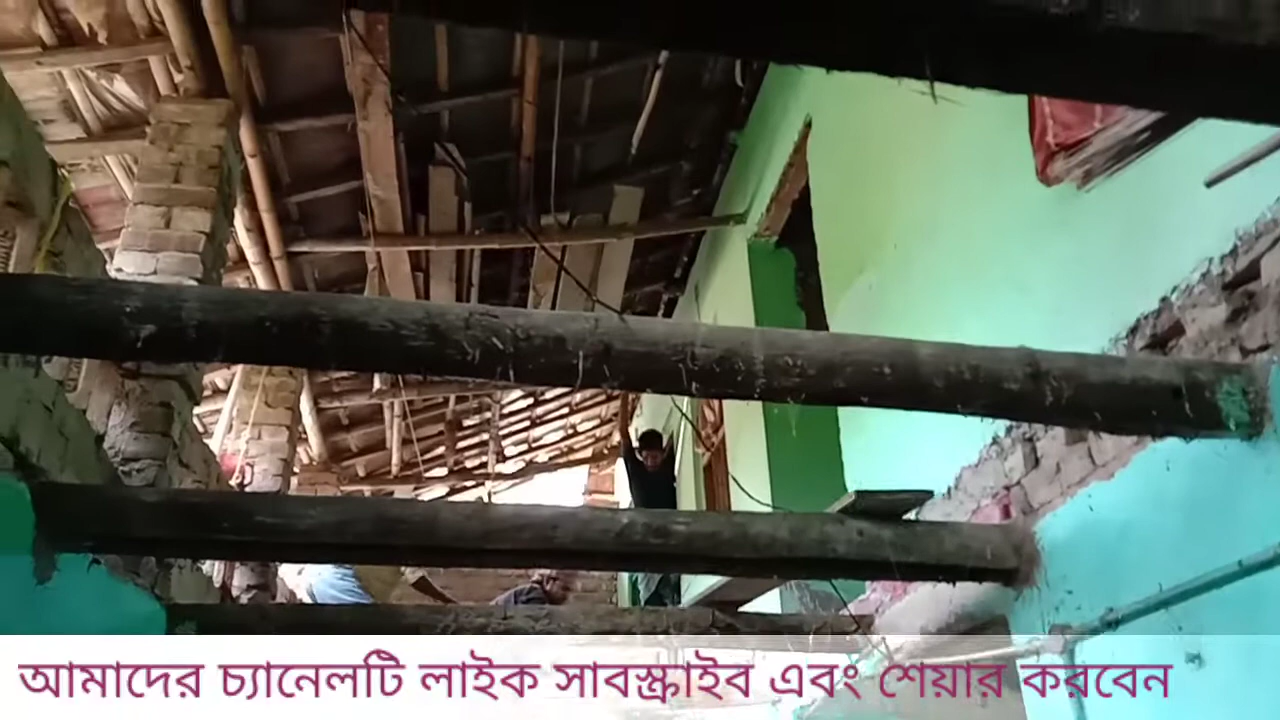 আমাদের চ্যানেলটি লাইক সাবস্ক্রাইব এবং শেয়ার করবেন